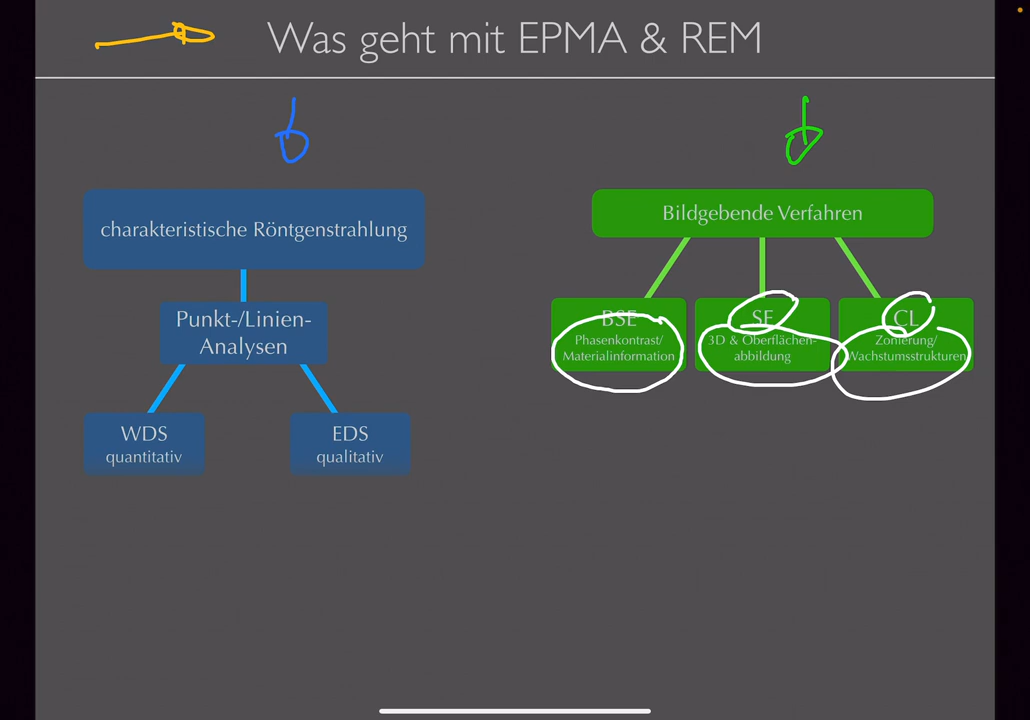 Was geht mit EPMA & REM
charakteristische Röntgenstrahlung
Punkt-/Linien-
Analysen
WDS
quantitativ
EDS
qualitativ
Bildgebende Verfahren
BSE
Phasenkontrast/
Materialinformation
SE
3D & Oberflächen-
abbildung
CL
Zonierung/
Wachstumsstrukturen